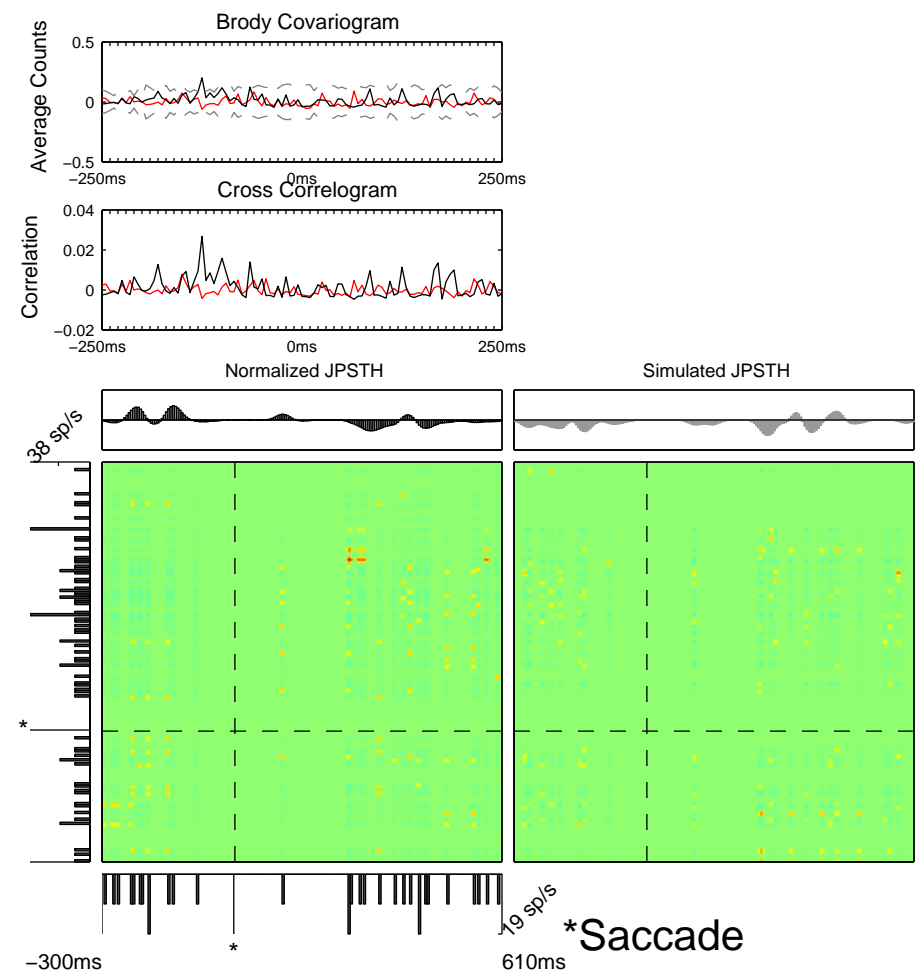 Brody Covariogram
Average Counts
0.5
0
−0.5
−250ms
0ms
250ms
Cross Correlogram
Correlation
0.04
0.02
0
−0.02
−250ms
0ms
250ms
Normalized JPSTH
Simulated JPSTH
38 sp/s
*
*
19 sp/s
*Saccade
−300ms
610ms